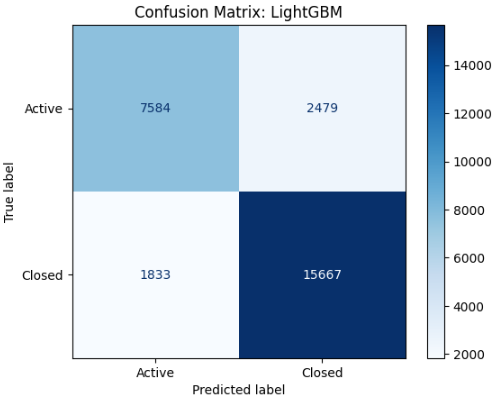 Confusion Matrix: LightGBM
True label
Active
Closed
7584
2479
1833
15667
Active
Closed
Predicted label
14000
12000
10000
8000
6000
4000
2000